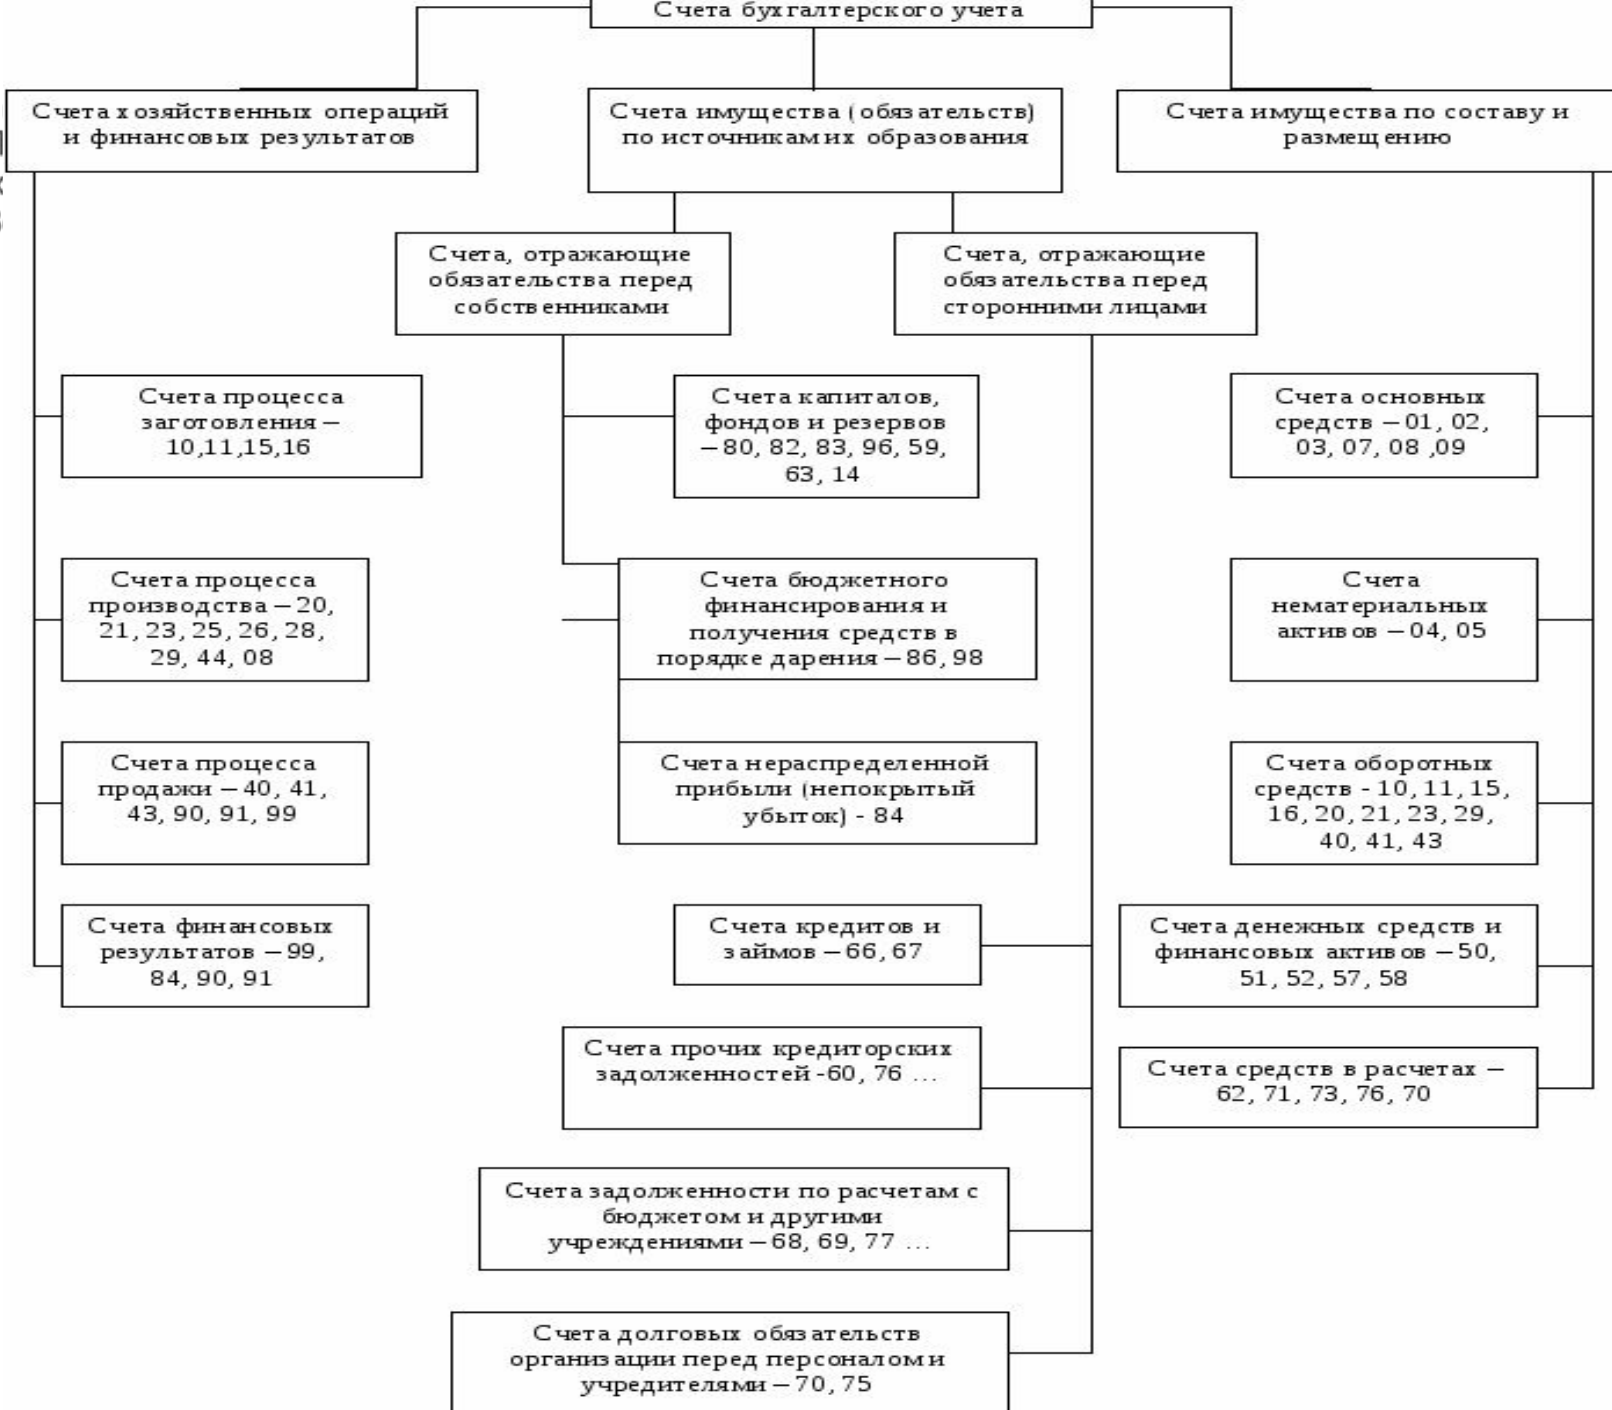 Счета бухгалтерского учета
Счета хозяйственных операций
и финансовых результатов
Счета имущества (обязательств)
по источникам их образования
Счета имущества по составу и
размещению
Счета, отражающие
обязательства перед
собственниками
Счета, отражающие
обязательства перед
сторонними лицами
Счета процесса
заготовления –
10,11,15,16
Счета капиталов,
фондов и резервов
– 80, 82, 83, 96, 59,
63, 14
Счета основных
средств – 01, 02,
03, 07, 08 ,09
Счета процесса
производства – 20,
21, 23, 25, 26, 28,
29, 44, 08
Счета бюджетного
финансирования и
получения средств в
порядке дарения – 86, 98
Счета
нематериальных
активов – 04, 05
Счета процесса
продажи – 40, 41,
43, 90, 91, 99
Счета нераспределенной
прибыли (непокрытый
убыток) - 84
Счета оборотных
средств - 10, 11, 15,
16, 20, 21, 23, 29,
40, 41, 43
Счета финансовых
результатов – 99,
84, 90, 91
Счета кредитов и
займов – 66, 67
Счета денежных средств и
финансовых активов – 50,
51, 52, 57, 58
Счета прочих кредиторских
задолженностей -60, 76 ...
Счета средств в расчетах –
62, 71, 73, 76, 70
Счета задолженности по расчетам с
бюджетом и другими
учреждениями – 68, 69, 77 ...
Счета долговых обязательств
организации перед персоналом и
учредителями – 70, 75